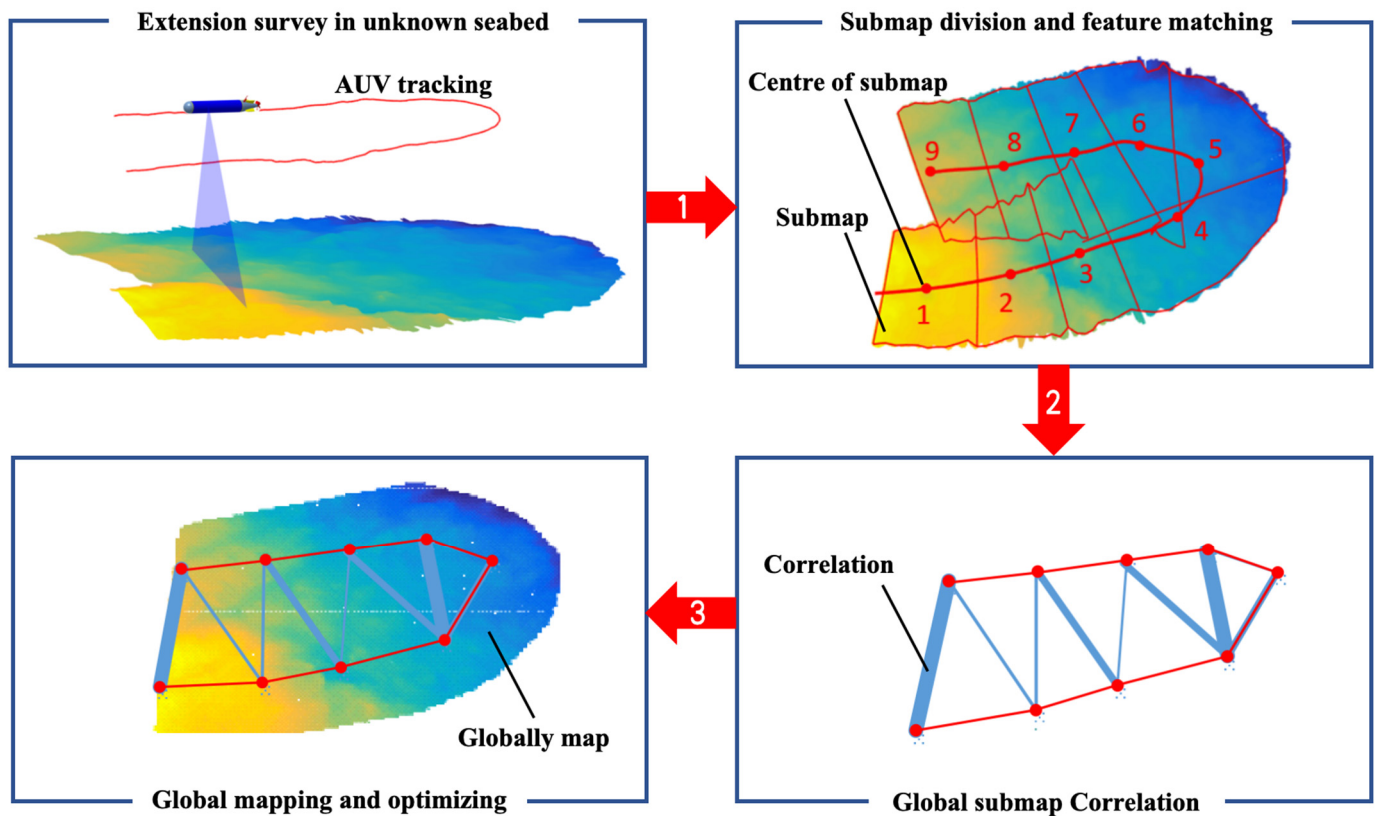 Extension survey in unknown seabed
AUV tracking
1
Submap division and feature matching
Centre of submap
Submap
9
8
7
6
5
4
3
2
1
2
Correlation
Global submap Correlation
3
Globally map
Global mapping and optimizing